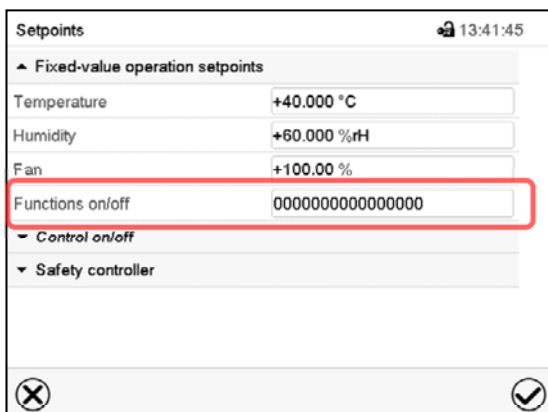 Setpoints 13:41:45
Fixed-value operation setpoints
Temperature +40.000 °C
Humidity +60.000 %rH
Fan +100.00 %
Functions on/off 0000000000000000
Control on/off
Safety controller